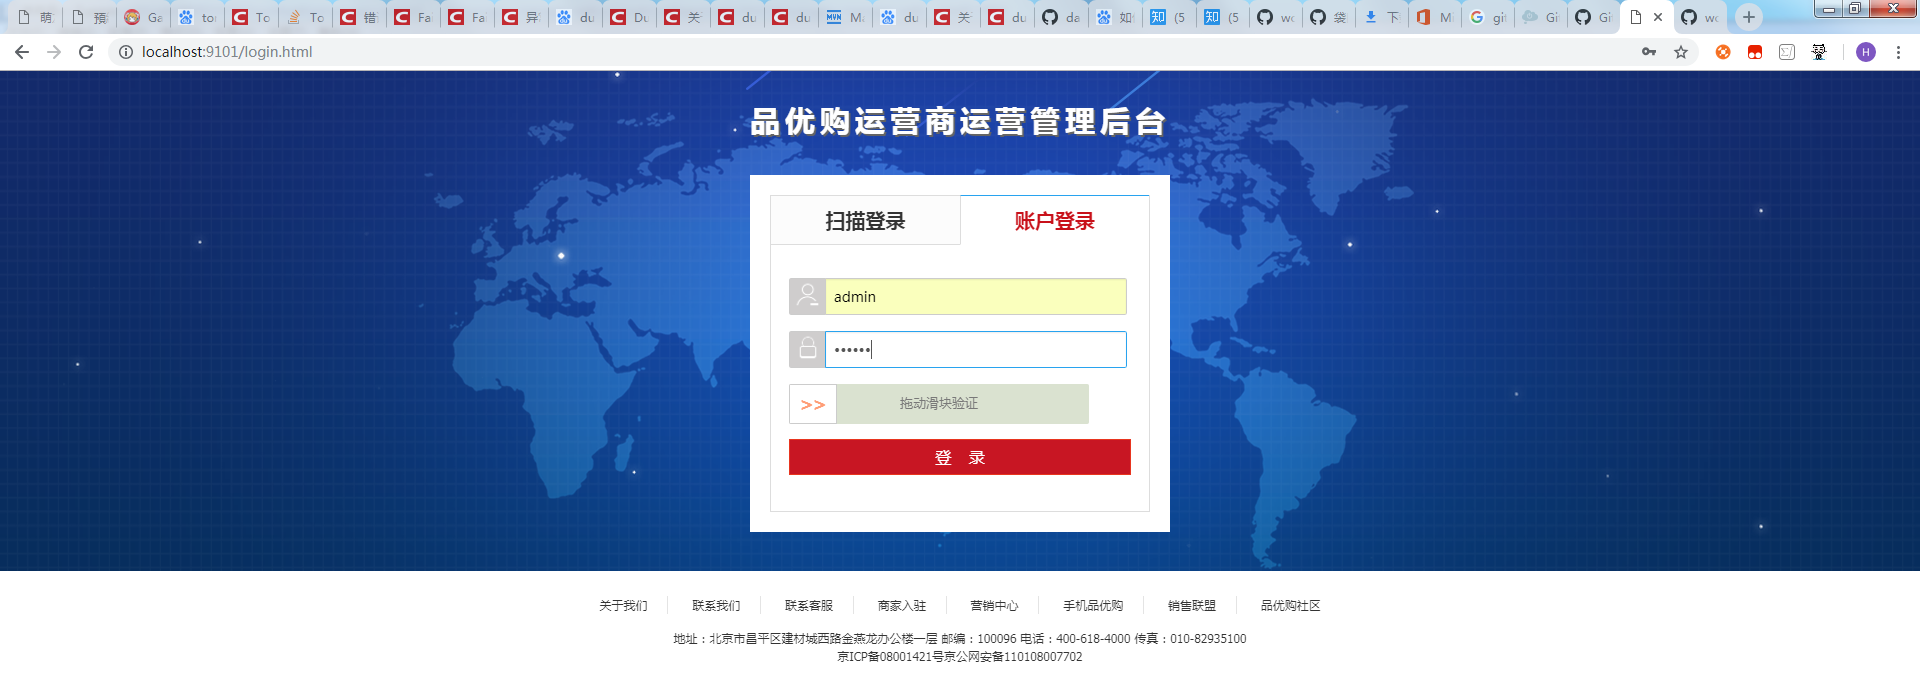 萌 預 Ga to To To 错 Fa Fa 异 du Du 关 du du Ma du 关 du da 如 (5 (5 wc 袋 下 Mi git Git Git wc
localhost:9101/login.html
H
品优购运营商运营管理后台
扫描登录 账户登录
admin
••••••
>> 拖动滑块验证
登 录
关于我们 联系我们 联系客服 商家入驻 营销中心 手机品优购 销售联盟 品优购社区
地址：北京市昌平区建材城西路金燕龙办公楼一层 邮编：100096 电话：400-618-4000 传真：010-82935100
京ICP备08001421号京公网安备110108007702